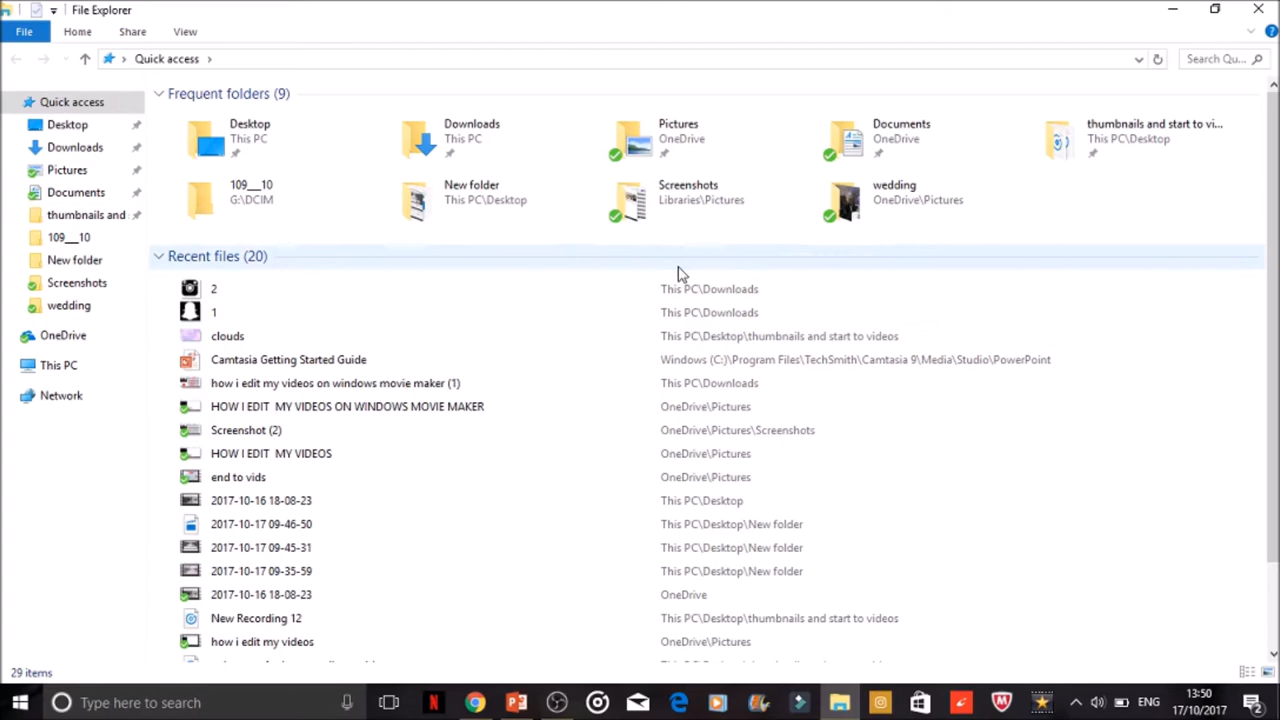 File Explorer
File Home Share View
Quick access
Search Qu...
Quick access
Desktop
Downloads
Pictures
Documents
thumbnails and
109___10
New folder
Screenshots
wedding
OneDrive
This PC
Network
Frequent folders (9)
Desktop
This PC
Downloads
This PC
Pictures
OneDrive
Documents
OneDrive
thumbnails and start to vi...
This PC\Desktop
109___10
G:\DCIM
New folder
This PC\Desktop
Screenshots
Libraries\Pictures
wedding
OneDrive\Pictures
Recent files (20)
2 This PC\Downloads
1 This PC\Downloads
clouds This PC\Desktop\thumbnails and start to videos
Camtasia Getting Started Guide Windows (C:)\Program Files\TechSmith\Camtasia 9\Media\Studio\PowerPoint
how i edit my videos on windows movie maker (1) This PC\Downloads
HOW I EDIT MY VIDEOS ON WINDOWS MOVIE MAKER OneDrive\Pictures
Screenshot (2) OneDrive\Pictures\Screenshots
HOW I EDIT MY VIDEOS OneDrive\Pictures
end to vids OneDrive\Pictures
2017-10-16 18-08-23 This PC\Desktop
2017-10-17 09-46-50 This PC\Desktop\New folder
2017-10-17 09-45-31 This PC\Desktop\New folder
2017-10-17 09-35-59 This PC\Desktop\New folder
2017-10-16 18-08-23 OneDrive
New Recording 12 This PC\Desktop\thumbnails and start to videos
how i edit my videos OneDrive\Pictures
29 items
Type here to search
ENG
13:50
17/10/2017
2